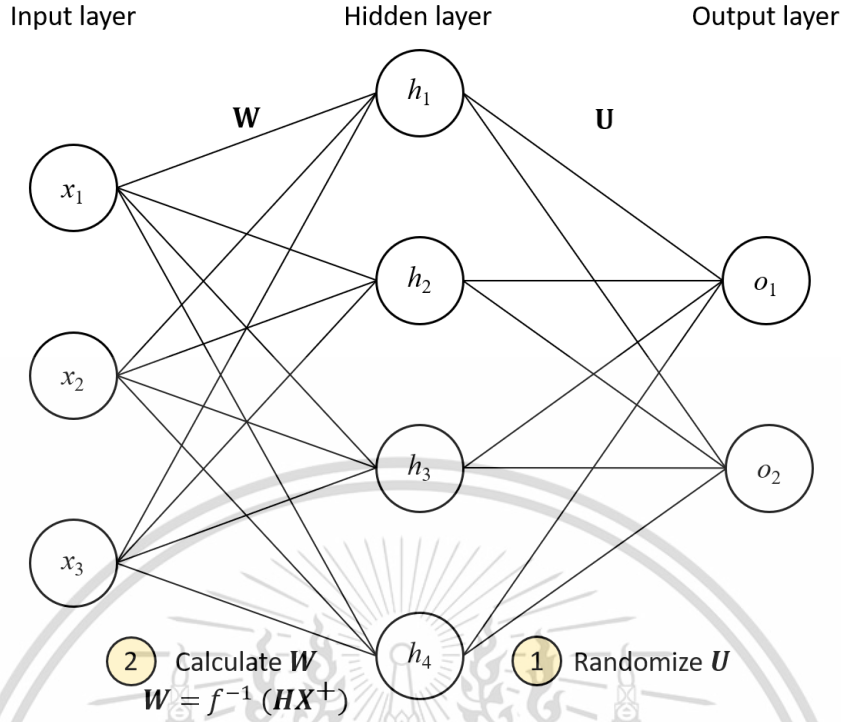 Input layer
Hidden layer
Output layer
W
U
x₁
x₂
x₃
h₁
h₂
h₃
h₄
o₁
o₂
2 Calculate W
W = f⁻¹ (HX⁺)
1 Randomize U